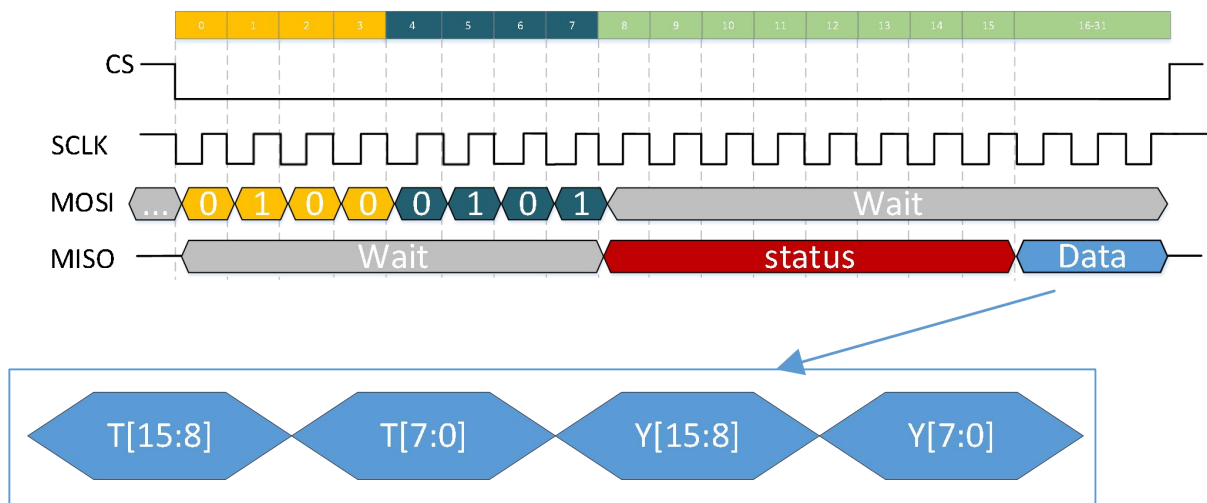 0 1 2 3 4 5 6 7 8 9 10 11 12 13 14 15 16-31
CS
SCLK
MOSI ... 0 1 0 0 0 1 0 1 Wait
MISO Wait status Data
T[15:8] T[7:0] Y[15:8] Y[7:0]